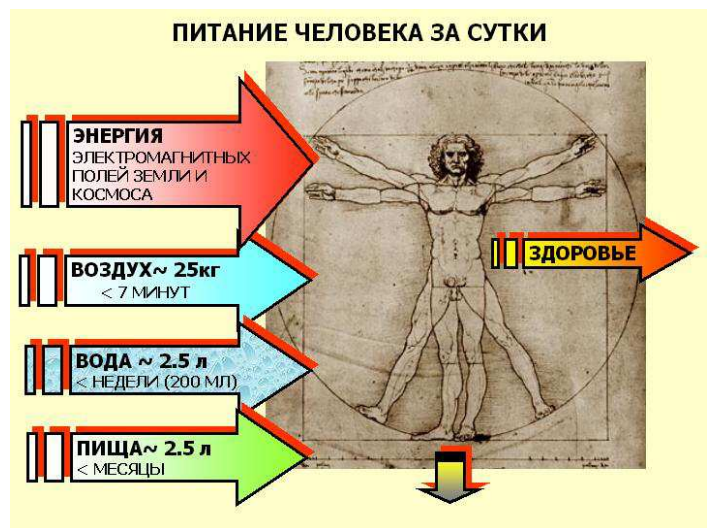 ПИТАНИЕ ЧЕЛОВЕКА ЗА СУТКИ
ЭНЕРГИЯ
ЭЛЕКТРОМАГНИТНЫХ
ПОЛЕЙ ЗЕМЛИ И
КОСМОСА
ВОЗДУХ~ 25кг
< 7 МИНУТ
ЗДОРОВЬЕ
ВОДА ~ 2.5 л
< НЕДЕЛИ (200 МЛ)
ПИЩА~ 2.5 л
< МЕСЯЦЫ